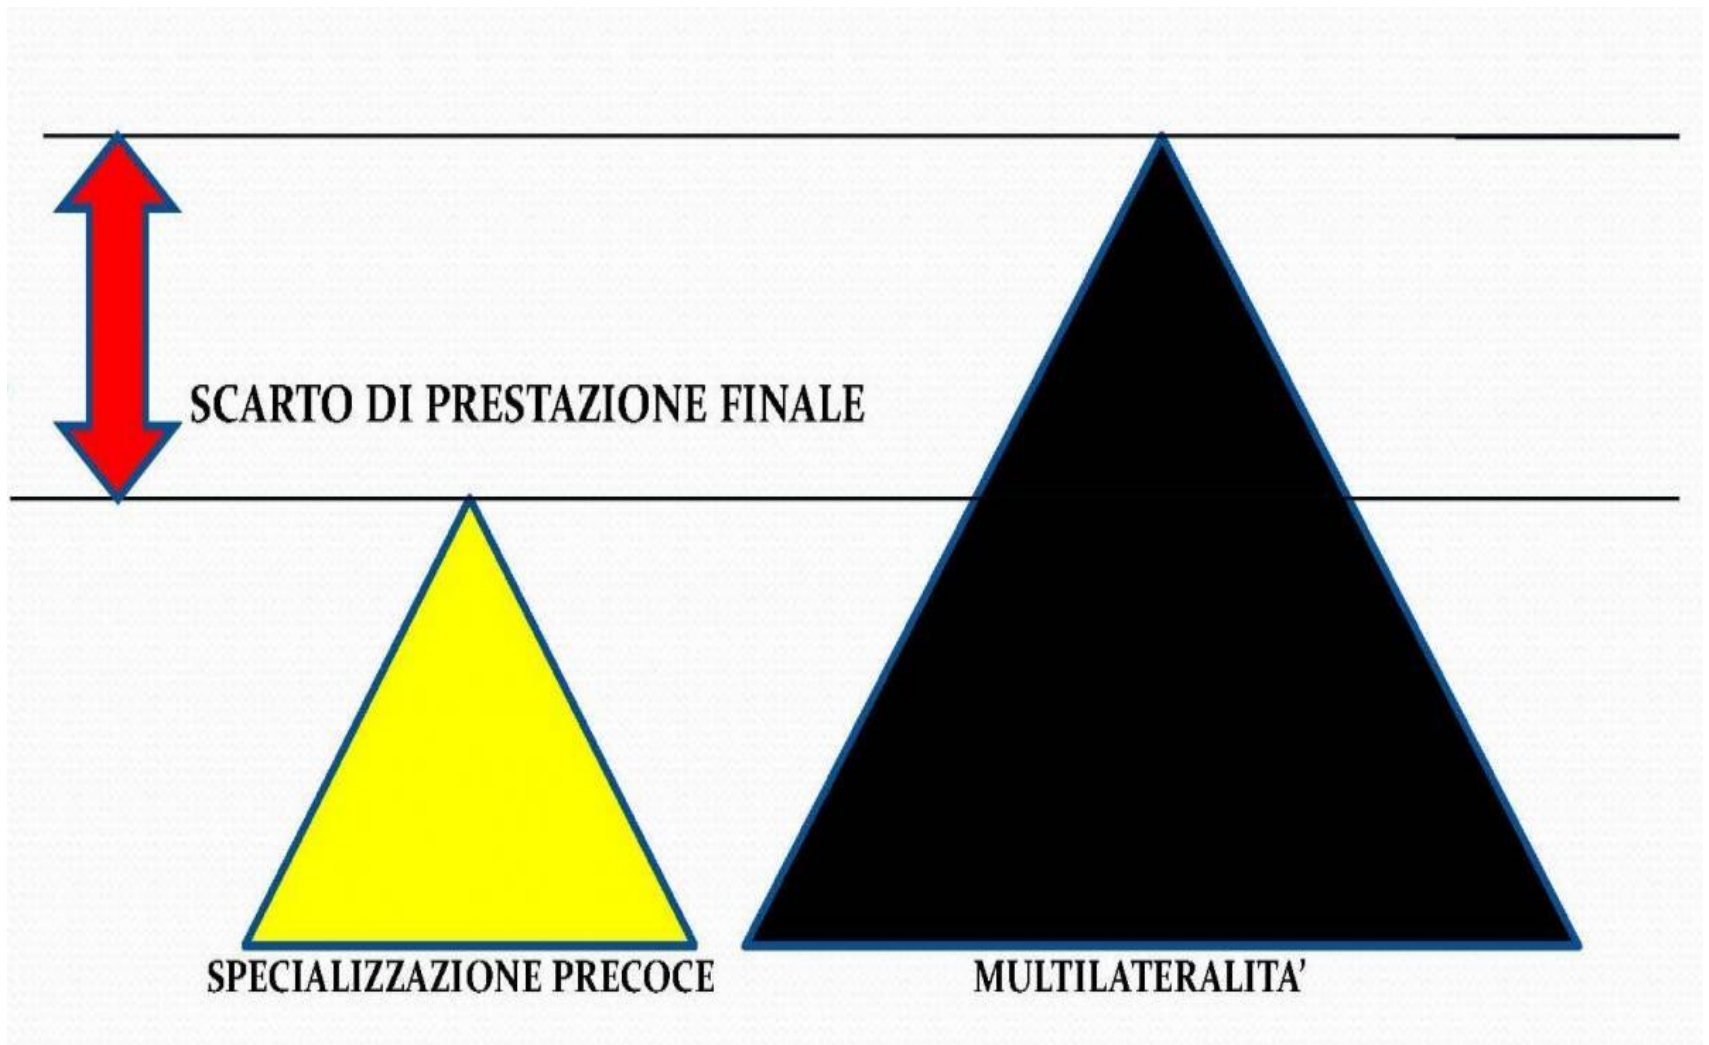 SCARTO DI PRESTAZIONE FINALE
SPECIALIZZAZIONE PRECOCE
MULTILATERALITA’